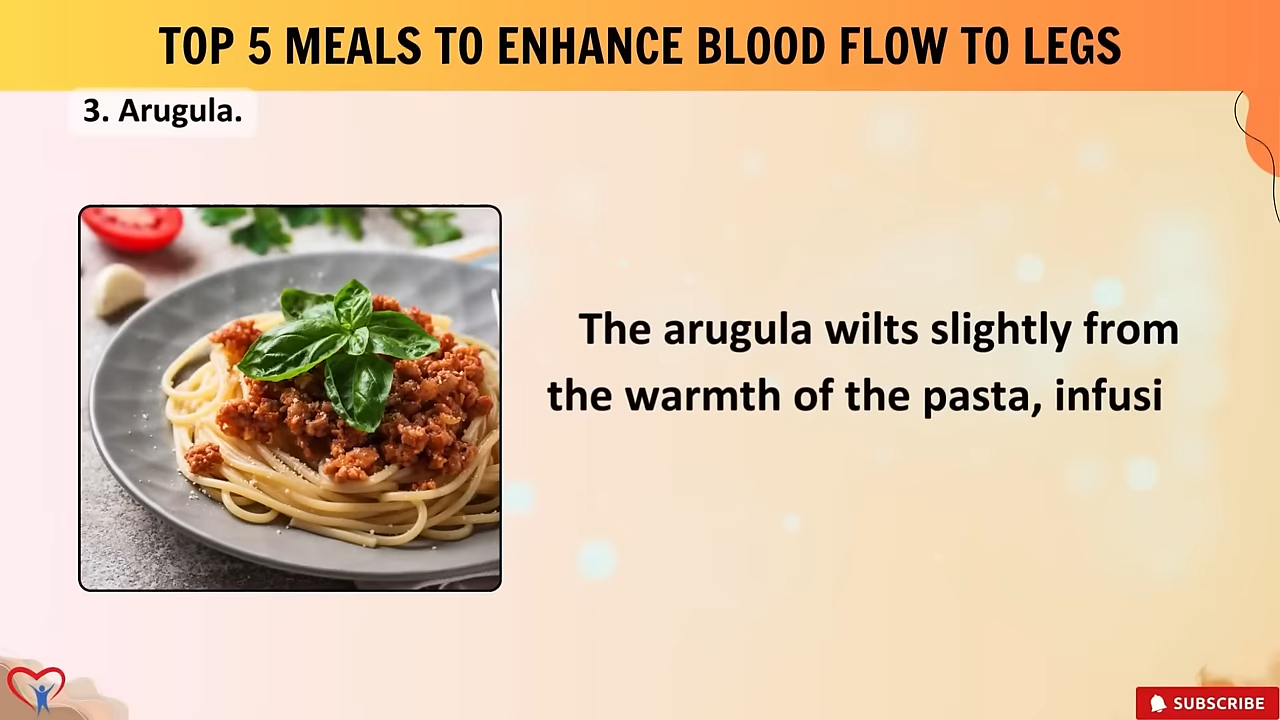 TOP 5 MEALS TO ENHANCE BLOOD FLOW TO LEGS
3. Arugula.
The arugula wilts slightly from
the warmth of the pasta, infusi
SUBSCRIBE